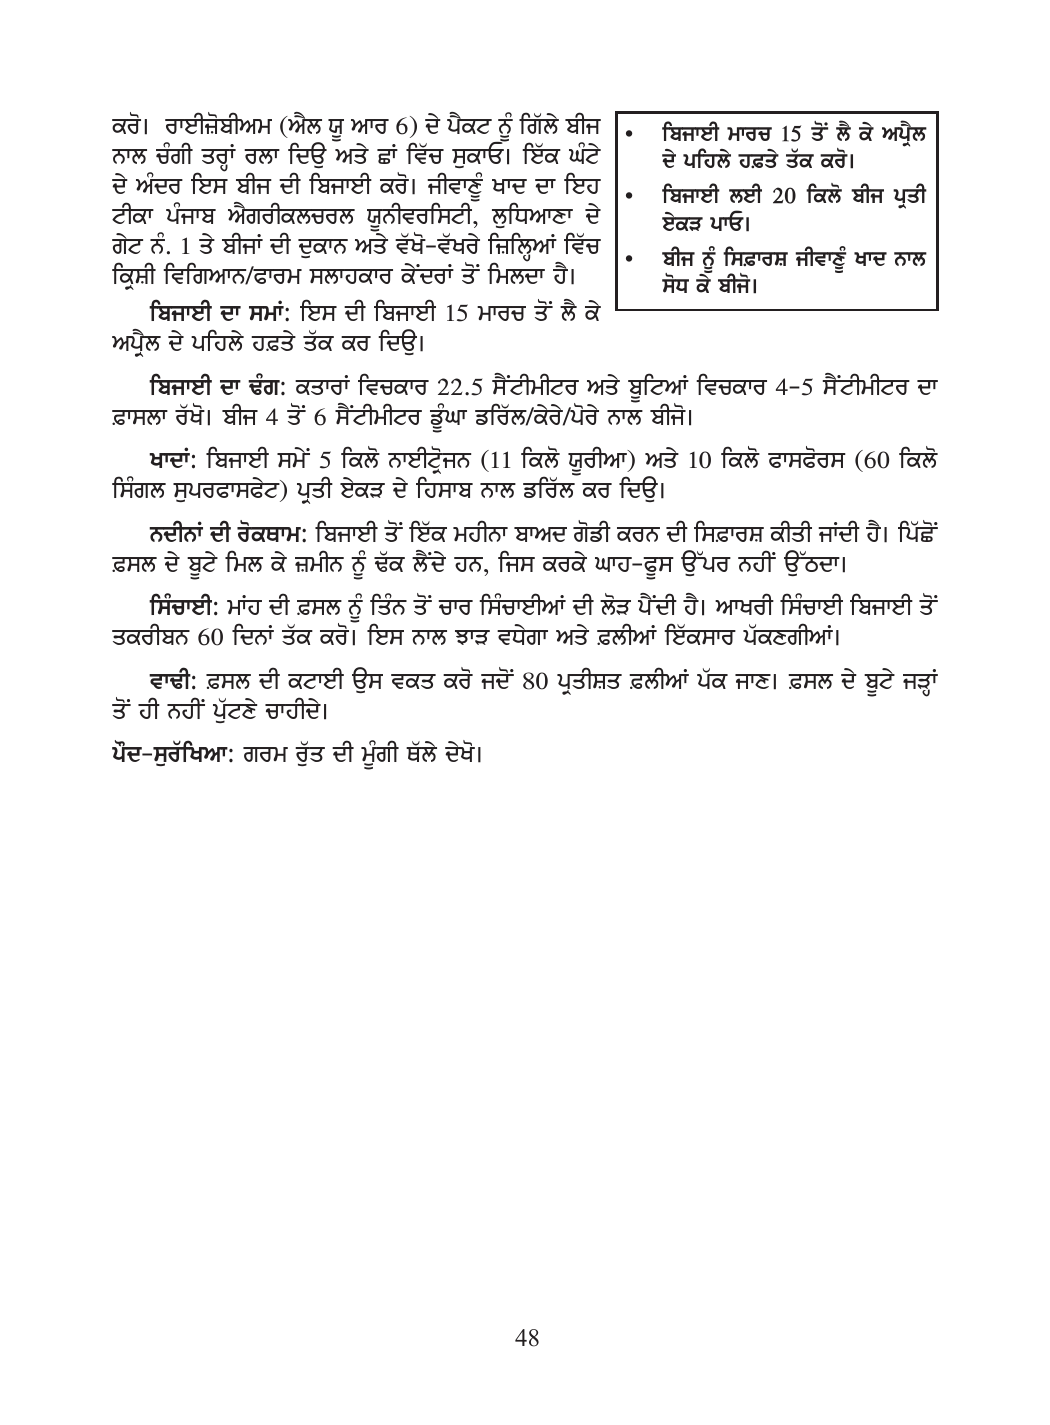 ਕਰੋ। ਰਾਈਜ਼ੋਬੀਅਮ (ਐਲ ਯੂ ਆਰ 6) ਦੇ ਪੈਕਟ ਨੂੰ ਗਿੱਲੇ ਬੀਜ
ਨਾਲ ਚੰਗੀ ਤਰ੍ਹਾਂ ਰਲਾ ਦਿਉ ਅਤੇ ਛਾਂ ਵਿੱਚ ਸੁਕਾਓ। ਇੱਕ ਘੰਟੇ
ਦੇ ਅੰਦਰ ਇਸ ਬੀਜ ਦੀ ਬਿਜਾਈ ਕਰੋ। ਜੀਵਾਣੂੰ ਖਾਦ ਦਾ ਇਹ
ਟੀਕਾ ਪੰਜਾਬ ਐਗਰੀਕਲਚਰਲ ਯੂਨੀਵਰਸਿਟੀ, ਲੁਧਿਆਣਾ ਦੇ
ਗੇਟ ਨੰ. 1 ਤੇ ਬੀਜਾਂ ਦੀ ਦੁਕਾਨ ਅਤੇ ਵੱਖੋ-ਵੱਖਰੇ ਜ਼ਿਲ੍ਹਿਆਂ ਵਿੱਚ
ਕ੍ਰਿਸ਼ੀ ਵਿਗਿਆਨ/ਫਾਰਮ ਸਲਾਹਕਾਰ ਕੇਂਦਰਾਂ ਤੋਂ ਮਿਲਦਾ ਹੈ।
ਬਿਜਾਈ ਦਾ ਸਮਾਂ: ਇਸ ਦੀ ਬਿਜਾਈ 15 ਮਾਰਚ ਤੋਂ ਲੈ ਕੇ
ਅਪ੍ਰੈਲ ਦੇ ਪਹਿਲੇ ਹਫ਼ਤੇ ਤੱਕ ਕਰ ਦਿਉ।
• ਬਿਜਾਈ ਮਾਰਚ 15 ਤੋਂ ਲੈ ਕੇ ਅਪ੍ਰੈਲ
ਦੇ ਪਹਿਲੇ ਹਫ਼ਤੇ ਤੱਕ ਕਰੋ।
• ਬਿਜਾਈ ਲਈ 20 ਕਿਲੋ ਬੀਜ ਪ੍ਰਤੀ
ਏਕੜ ਪਾਓ।
• ਬੀਜ ਨੂੰ ਸਿਫ਼ਾਰਸ਼ ਜੀਵਾਣੂੰ ਖਾਦ ਨਾਲ
ਸੋਧ ਕੇ ਬੀਜੋ।
ਬਿਜਾਈ ਦਾ ਢੰਗ: ਕਤਾਰਾਂ ਵਿਚਕਾਰ 22.5 ਸੈਂਟੀਮੀਟਰ ਅਤੇ ਬੂਟਿਆਂ ਵਿਚਕਾਰ 4-5 ਸੈਂਟੀਮੀਟਰ ਦਾ
ਫ਼ਾਸਲਾ ਰੱਖੋ। ਬੀਜ 4 ਤੋਂ 6 ਸੈਂਟੀਮੀਟਰ ਡੂੰਘਾ ਡਰਿੱਲ/ਕੇਰੇ/ਪੋਰੇ ਨਾਲ ਬੀਜੋ।
ਖਾਦਾਂ: ਬਿਜਾਈ ਸਮੇਂ 5 ਕਿਲੋ ਨਾਈਟ੍ਰੋਜਨ (11 ਕਿਲੋ ਯੂਰੀਆ) ਅਤੇ 10 ਕਿਲੋ ਫਾਸਫੋਰਸ (60 ਕਿਲੋ
ਸਿੰਗਲ ਸੁਪਰਫਾਸਫੇਟ) ਪ੍ਰਤੀ ਏਕੜ ਦੇ ਹਿਸਾਬ ਨਾਲ ਡਰਿੱਲ ਕਰ ਦਿਉ।
ਨਦੀਨਾਂ ਦੀ ਰੋਕਥਾਮ: ਬਿਜਾਈ ਤੋਂ ਇੱਕ ਮਹੀਨਾ ਬਾਅਦ ਗੋਡੀ ਕਰਨ ਦੀ ਸਿਫ਼ਾਰਸ਼ ਕੀਤੀ ਜਾਂਦੀ ਹੈ। ਪਿੱਛੋਂ
ਫ਼ਸਲ ਦੇ ਬੂਟੇ ਮਿਲ ਕੇ ਜ਼ਮੀਨ ਨੂੰ ਢੱਕ ਲੈਂਦੇ ਹਨ, ਜਿਸ ਕਰਕੇ ਘਾਹ-ਫੂਸ ਉੱਪਰ ਨਹੀਂ ਉੱਠਦਾ।
ਸਿੰਚਾਈ: ਮਾਂਹ ਦੀ ਫ਼ਸਲ ਨੂੰ ਤਿੰਨ ਤੋਂ ਚਾਰ ਸਿੰਚਾਈਆਂ ਦੀ ਲੋੜ ਪੈਂਦੀ ਹੈ। ਆਖਰੀ ਸਿੰਚਾਈ ਬਿਜਾਈ ਤੋਂ
ਤਕਰੀਬਨ 60 ਦਿਨਾਂ ਤੱਕ ਕਰੋ। ਇਸ ਨਾਲ ਝਾੜ ਵਧੇਗਾ ਅਤੇ ਫ਼ਲੀਆਂ ਇੱਕਸਾਰ ਪੱਕਣਗੀਆਂ।
ਵਾਢੀ: ਫ਼ਸਲ ਦੀ ਕਟਾਈ ਉਸ ਵਕਤ ਕਰੋ ਜਦੋਂ 80 ਪ੍ਰਤੀਸ਼ਤ ਫ਼ਲੀਆਂ ਪੱਕ ਜਾਣ। ਫ਼ਸਲ ਦੇ ਬੂਟੇ ਜੜ੍ਹਾਂ
ਤੋਂ ਹੀ ਨਹੀਂ ਪੁੱਟਣੇ ਚਾਹੀਦੇ।
ਪੌਦ-ਸੁਰੱਖਿਆ: ਗਰਮ ਰੁੱਤ ਦੀ ਮੂੰਗੀ ਥੱਲੇ ਦੇਖੋ।
48